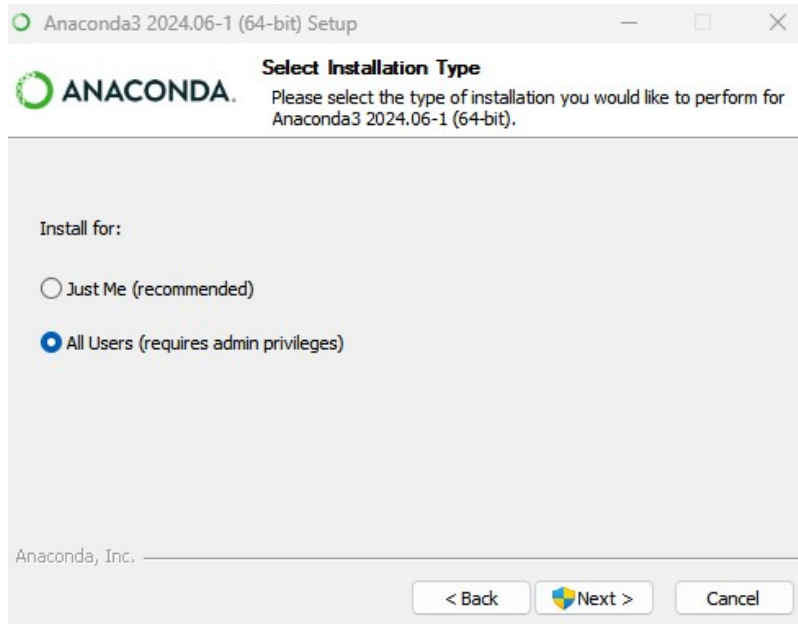 Anaconda3 2024.06-1 (64-bit) Setup
ANACONDA.
Select Installation Type
Please select the type of installation you would like to perform for
Anaconda3 2024.06-1 (64-bit).
Install for:
Just Me (recommended)
All Users (requires admin privileges)
Anaconda, Inc.
< Back
Next >
Cancel